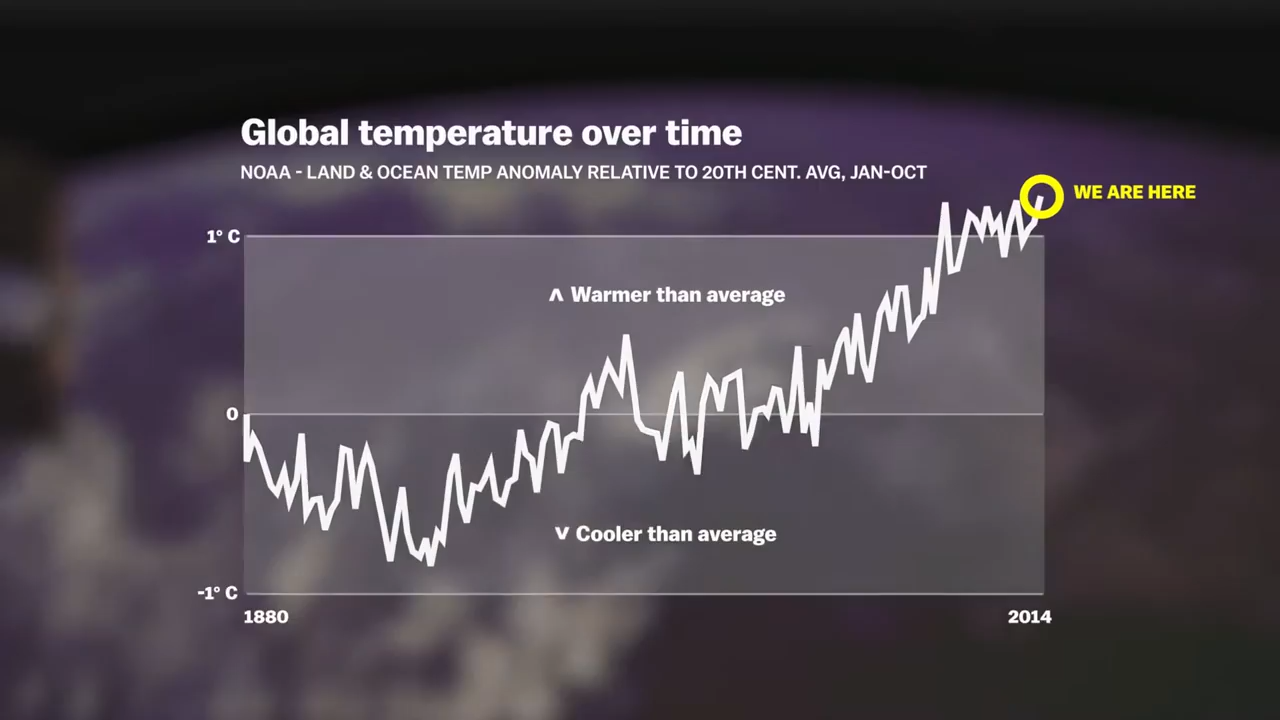 Global temperature over time
NOAA - LAND & OCEAN TEMP ANOMALY RELATIVE TO 20TH CENT. AVG, JAN-OCT
WE ARE HERE
1° C
^ Warmer than average
0
v Cooler than average
-1° C
1880
2014